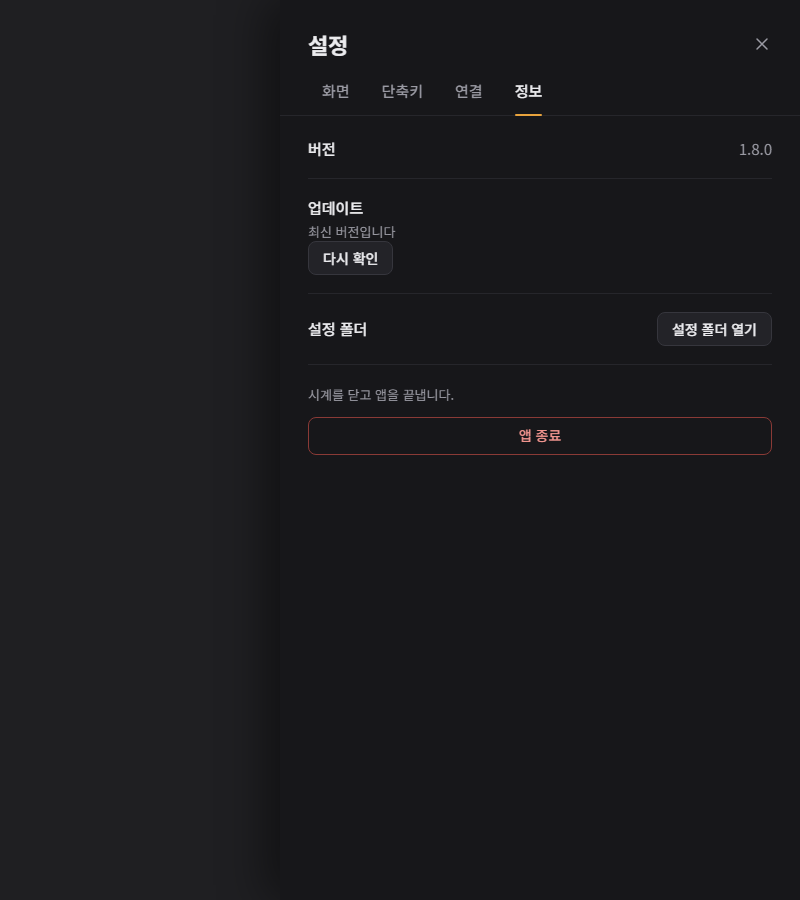 설정
화면 단축키 연결 정보
버전 1.8.0
업데이트
최신 버전입니다
다시 확인
설정 폴더 설정 폴더 열기
시계를 닫고 앱을 끝냅니다.
앱 종료